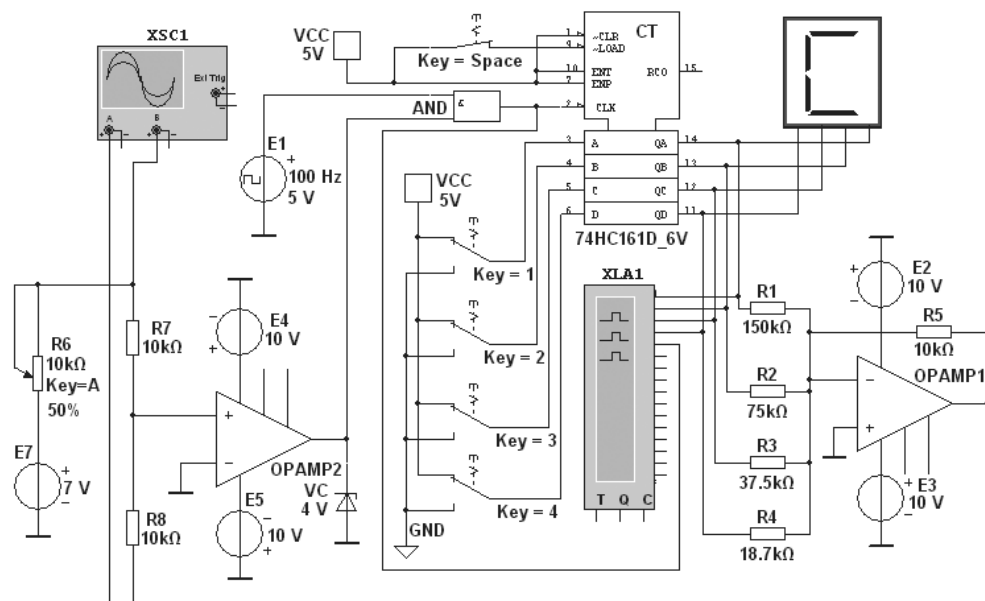 XSC1
Ext Trig
A
B
VCC
5V
Key = Space
CT
1
~CLR
9
~LOAD
10
ENT
7
ENP
RCO
15
2
CLK
AND
&
E1
100 Hz
5 V
3
A
QA
14
4
B
QB
13
5
C
QC
12
6
D
QD
11
74HC161D_6V
VCC
5V
Key = 1
Key = 2
Key = 3
Key = 4
GND
XLA1
T Q C
R1
150kΩ
R2
75kΩ
R3
37.5kΩ
R4
18.7kΩ
E2
10 V
R5
10kΩ
OPAMP1
E3
10 V
R6
10kΩ
Key=A
50%
R7
10kΩ
E4
10 V
OPAMP2
E7
7 V
R8
10kΩ
E5
10 V
VC
4 V